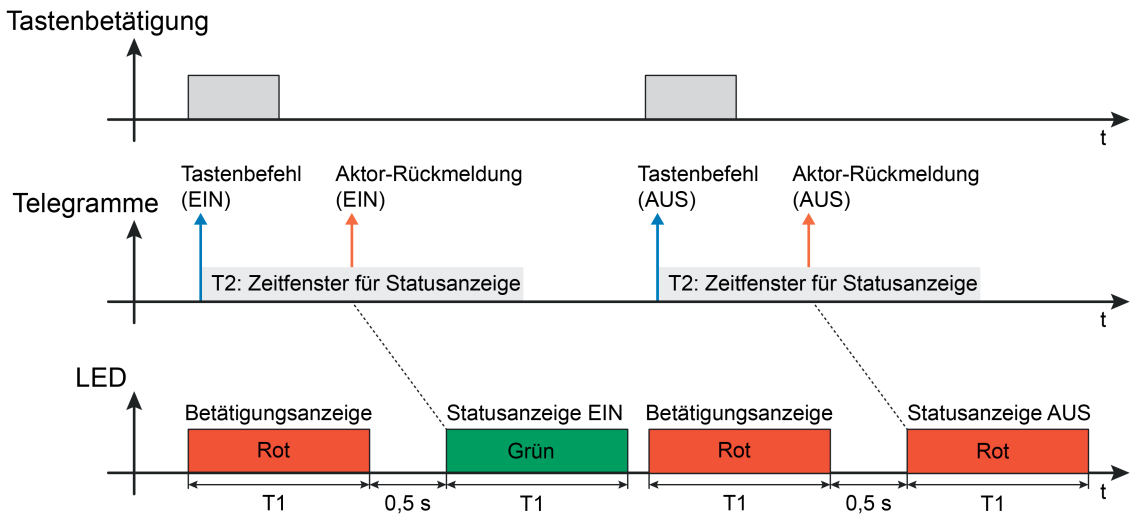 Tastenbetätigung
t
Tastenbefehl Aktor-Rückmeldung Tastenbefehl Aktor-Rückmeldung
(EIN) (EIN) (AUS) (AUS)
Telegramme
T2: Zeitfenster für Statusanzeige T2: Zeitfenster für Statusanzeige
t
LED
Betätigungsanzeige Statusanzeige EIN Betätigungsanzeige Statusanzeige AUS
Rot Grün Rot Rot
t
T1 0,5 s T1 T1 0,5 s T1